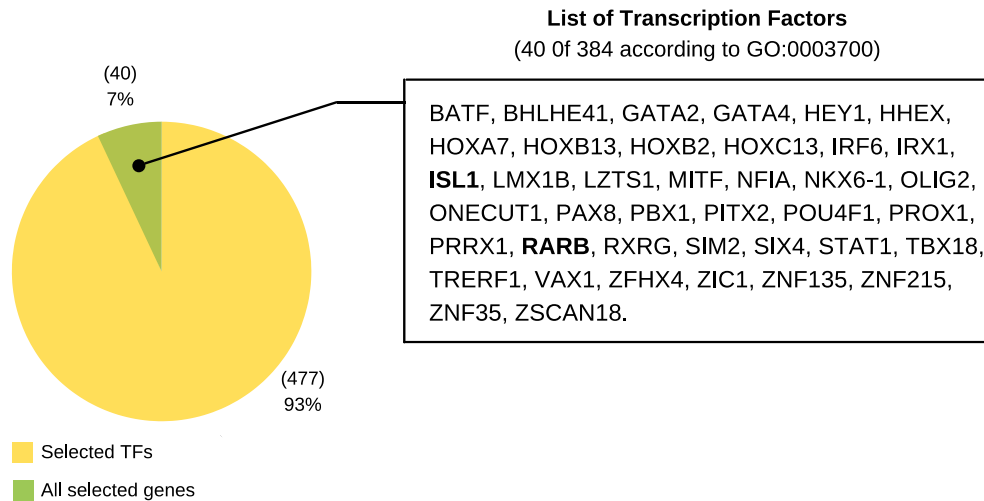 List of Transcription Factors
(40 0f 384 according to GO:0003700)
(40)
7%
BATF, BHLHE41, GATA2, GATA4, HEY1, HHEX,
HOXA7, HOXB13, HOXB2, HOXC13, IRF6, IRX1,
ISL1, LMX1B, LZTS1, MITF, NFIA, NKX6-1, OLIG2,
ONECUT1, PAX8, PBX1, PITX2, POU4F1, PROX1,
PRRX1, RARB, RXRG, SIM2, SIX4, STAT1, TBX18,
TRERF1, VAX1, ZFHX4, ZIC1, ZNF135, ZNF215,
ZNF35, ZSCAN18.
(477)
93%
Selected TFs
All selected genes